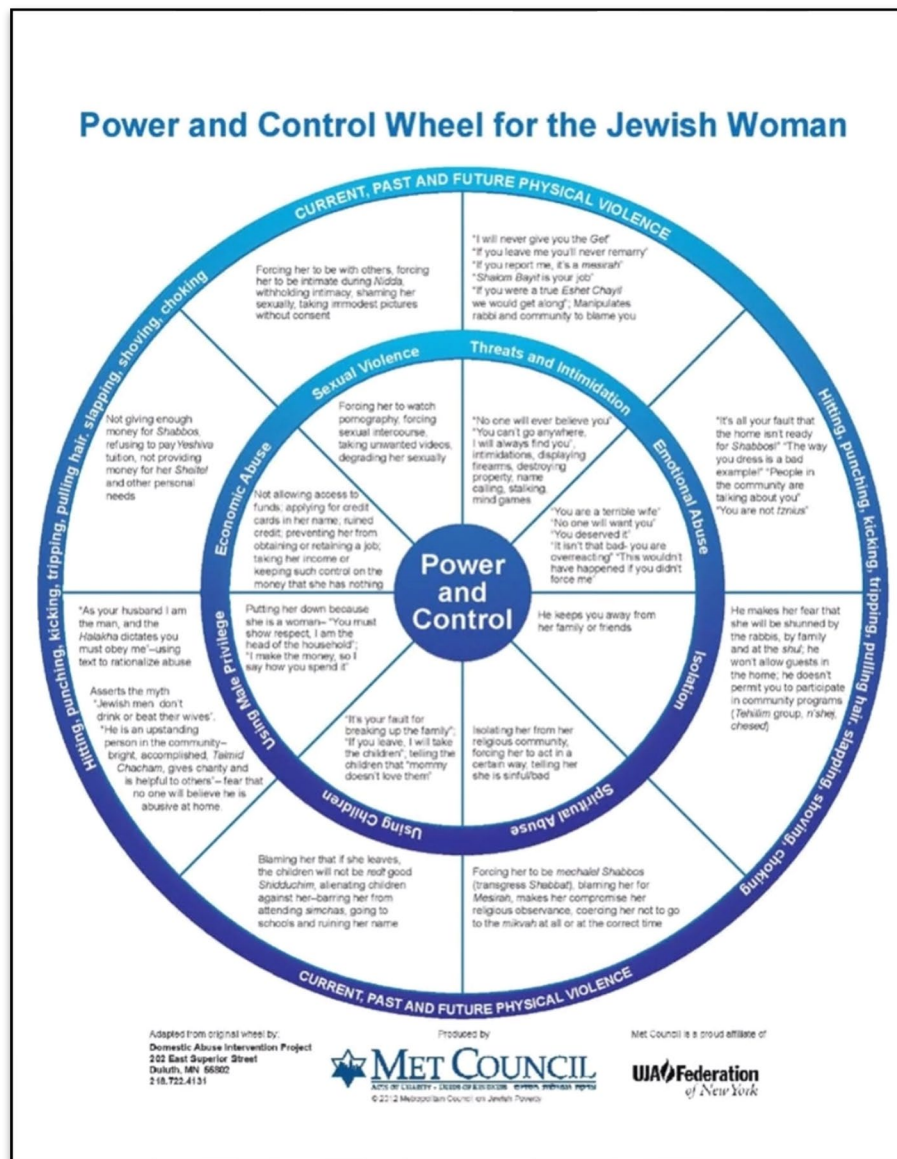 Power and Control Wheel for the Jewish Woman
CURRENT, PAST AND FUTURE PHYSICAL VIOLENCE
Hitting, punching, kicking, tripping, pulling hair, slapping, shoving, choking
Hitting, punching, kicking, tripping, pulling hair, slapping, shoving, choking
CURRENT, PAST AND FUTURE PHYSICAL VIOLENCE
Forcing her to be with others, forcing
her to be intimate during Nidda,
withholding intimacy, shaming her
sexually, taking immodest pictures
without consent
"I will never give you the Get"
"If you leave me you'll never remarry"
"If you report me, it's a mesirah"
"Shalom Bayit is your job"
"If you were a true Eshet Chayil
we would get along"; Manipulates
rabbi and community to blame you
Sexual Violence
Threats and Intimidation
Forcing her to watch
pornography, forcing
sexual intercourse,
taking unwanted videos,
degrading her sexually
"No one will ever believe you"
"You can't go anywhere,
I will always find you",
intimidations, displaying
firearms, destroying
property, name
calling, stalking,
mind games
Not giving enough
money for Shabbos,
refusing to pay Yeshiva
tuition, not providing
money for her Sheitel
and other personal
needs
Economic Abuse
Emotional Abuse
"It's all your fault that
the home isn't ready
for Shabbos!" "The way
you dress is a bad
example!" "People in
the community are
talking about you"
"You are not tznius"
Not allowing access to
funds; applying for credit
cards in her name; ruined
credit; preventing her from
obtaining or retaining a job;
taking her income or
keeping such control on the
money that she has nothing
"You are a terrible wife"
"No one will want you"
"You deserved it"
"It isn't that bad- you are
overreacting" "This wouldn't
have happened if you didn't
force me"
Power
and
Control
"As your husband I am
the man, and the
Halakha dictates you
must obey me"–using
text to rationalize abuse
Asserts the myth
"Jewish men don't
drink or beat their wives".
"He is an upstanding
person in the community–
bright, accomplished, Talmid
Chacham, gives charity and
is helpful to others"– fear that
no one will believe he is
abusive at home.
Using Male Privilege
Putting her down because
she is a woman– "You must
show respect, I am the
head of the household";
"I make the money, so I
say how you spend it"
He keeps you away from
her family or friends
Isolation
He makes her fear that
she will be shunned by
the rabbis, by family
and at the shul; he
won't allow guests in
the home; he doesn't
permit you to participate
in community programs
(Tehillim group, n'shei,
chesed)
"It's your fault for
breaking up the family";
"If you leave, I will take
the children"; telling the
children that "mommy
doesn't love them"
Isolating her from her
religious community,
forcing her to act in a
certain way, telling her
she is sinful/bad
Using Children
Spiritual Abuse
Blaming her that if she leaves,
the children will not be redt good
Shidduchim, alienating children
against her–barring her from
attending simchas, going to
schools and ruining her name
Forcing her to be mechalel Shabbos
(transgress Shabbat), blaming her for
Mesirah, makes her compromise her
religious observance, coercing her not to go
to the mikvah at all or at the correct time
Adapted from original wheel by:
Domestic Abuse Intervention Project
202 East Superior Street
Duluth, MN 55802
218.722.4131
Produced by
MET COUNCIL
ACTS OF CHARITY • DEEDS OF KINDNESS
© 2012 Metropolitan Council on Jewish Poverty
Met Council is a proud affiliate of
UJA Federation
of New York